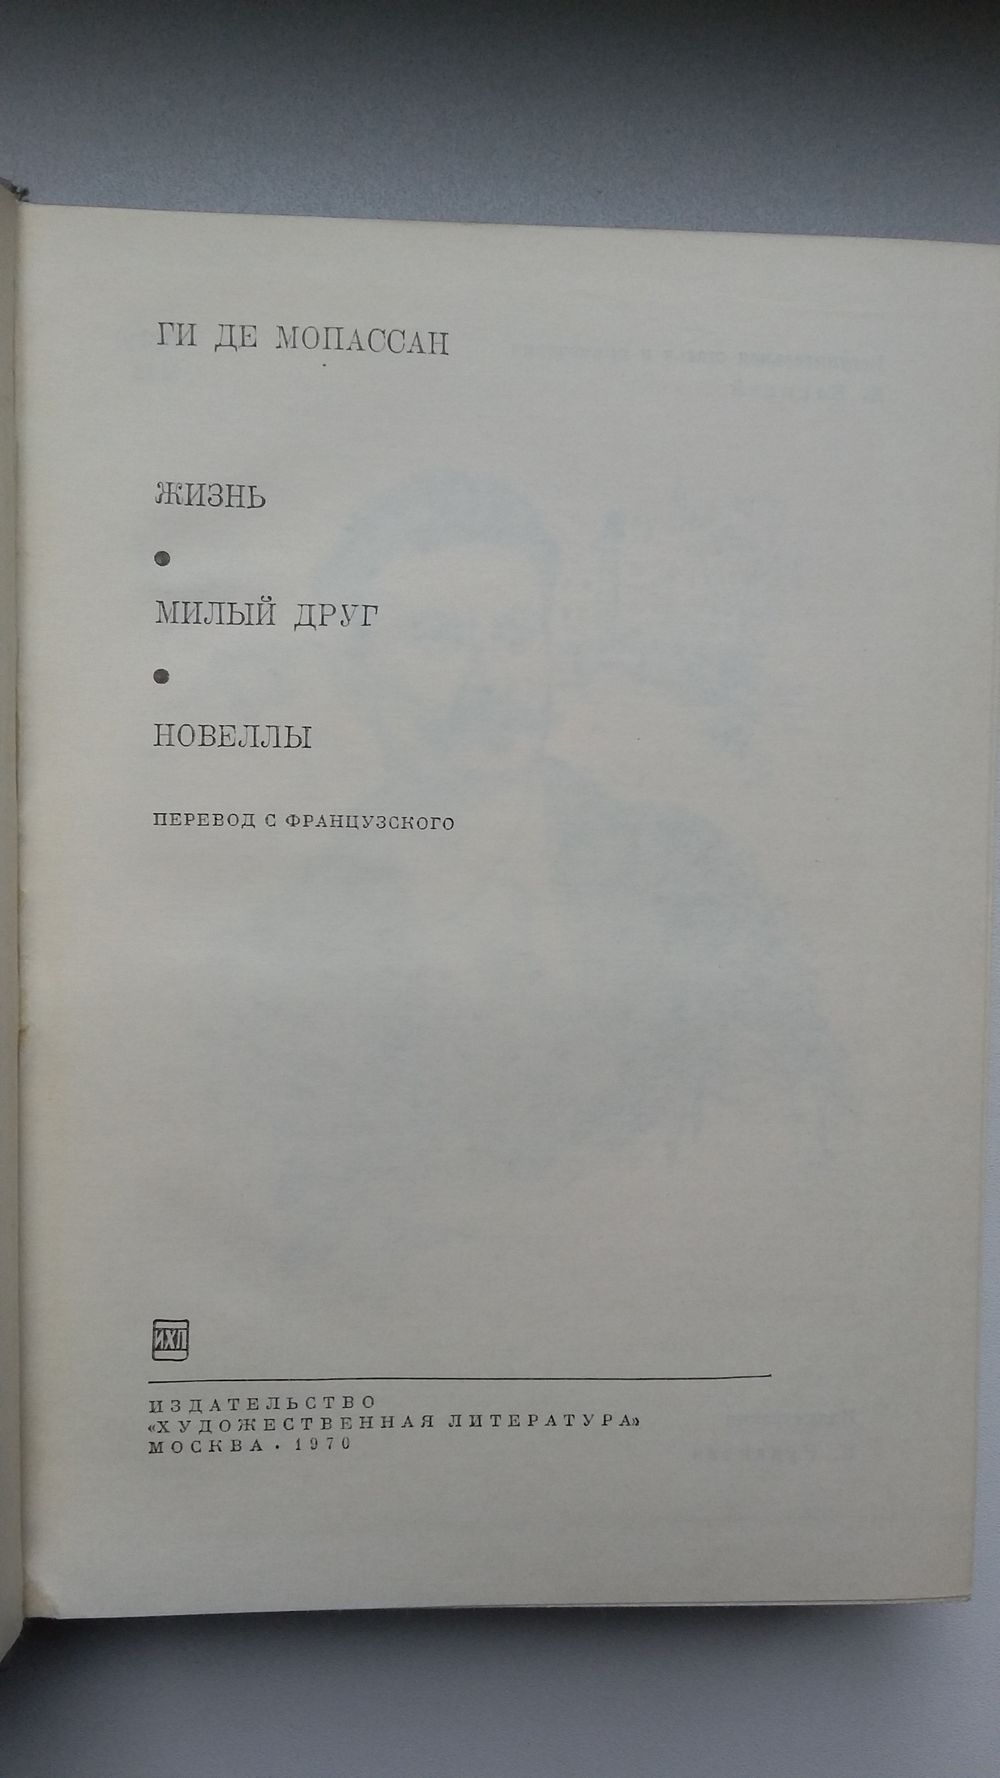 ГИ ДЕ МОПАССАН
ЖИЗНЬ
•
МИЛЫЙ ДРУГ
•
НОВЕЛЛЫ
ПЕРЕВОД С ФРАНЦУЗСКОГО
ИХЛ
ИЗДАТЕЛЬСТВО
«ХУДОЖЕСТВЕННАЯ ЛИТЕРАТУРА»
МОСКВА • 1970